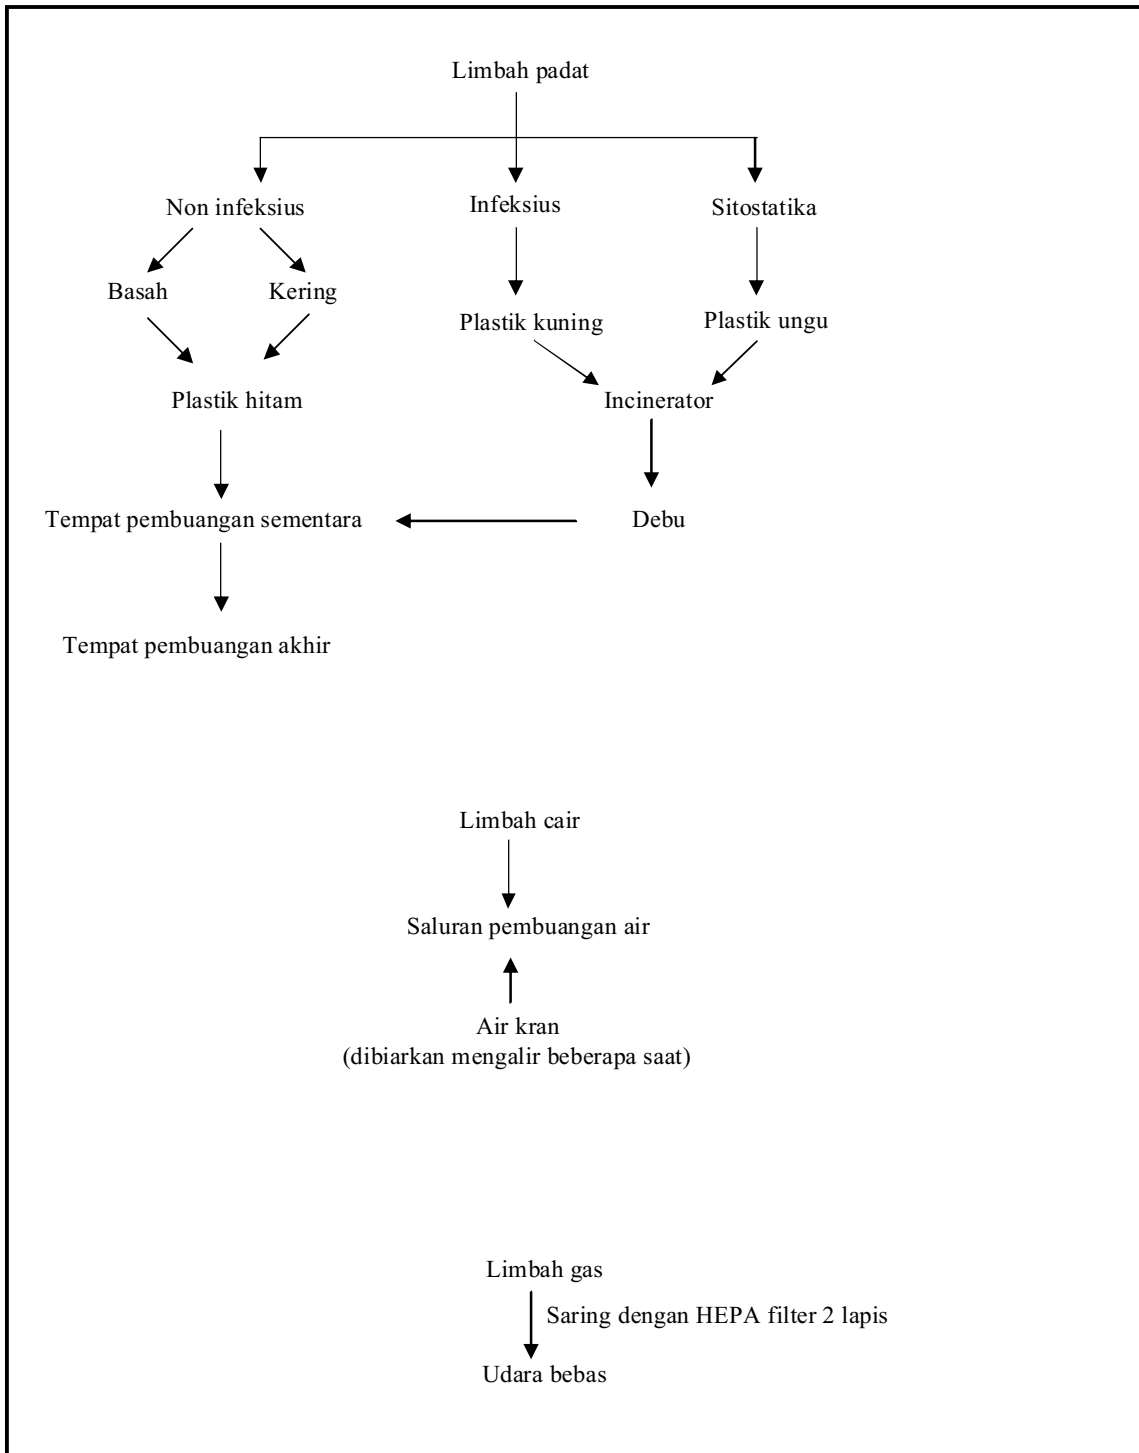 Limbah padat
Non infeksius
Infeksius
Sitostatika
Basah
Kering
Plastik kuning
Plastik ungu
Plastik hitam
Incinerator
Tempat pembuangan sementara
Debu
Tempat pembuangan akhir
Limbah cair
Saluran pembuangan air
Air kran
(dibiarkan mengalir beberapa saat)
Limbah gas
Saring dengan HEPA filter 2 lapis
Udara bebas